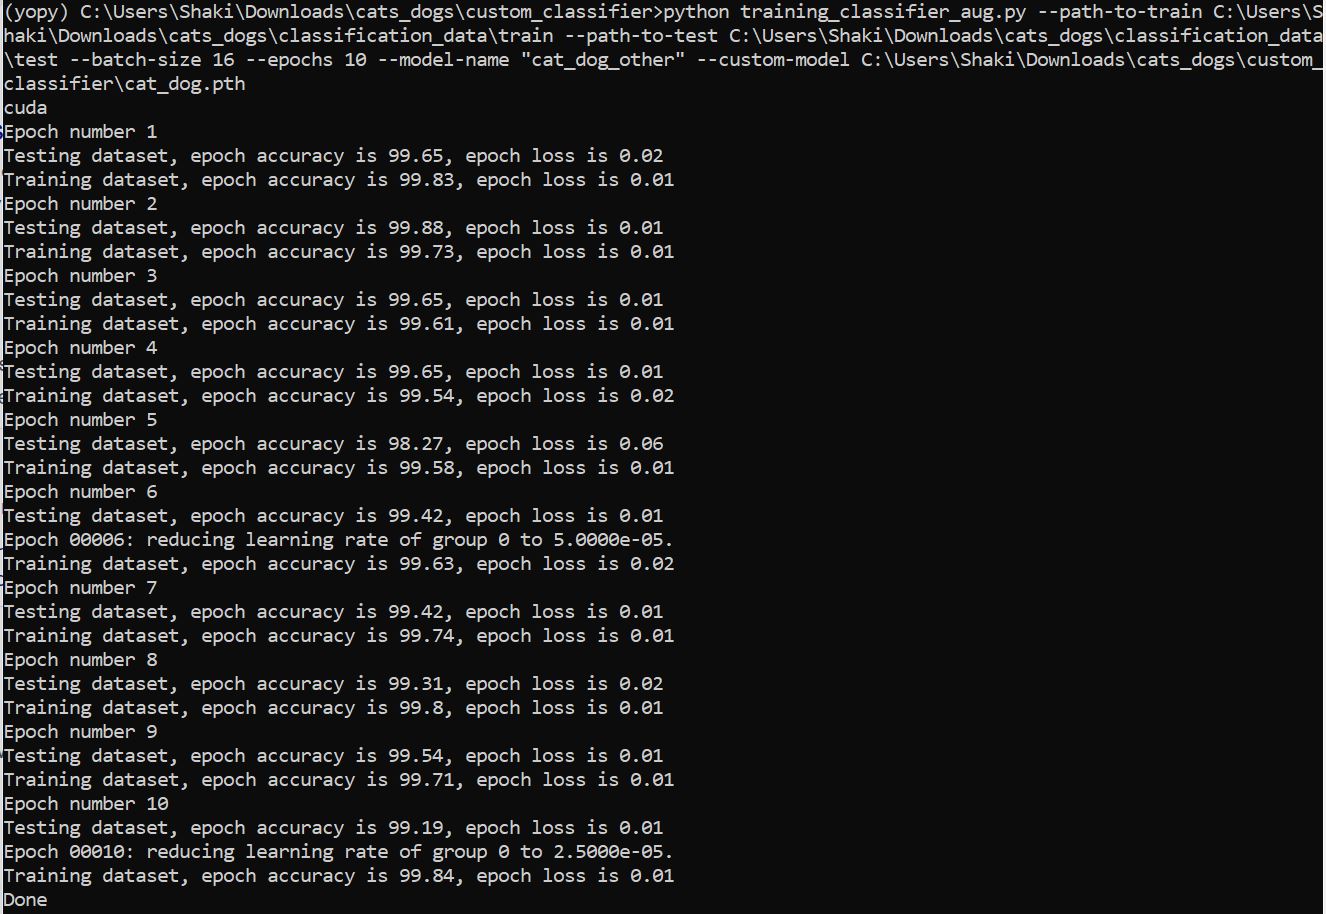 (yopy) C:\Users\Shaki\Downloads\cats_dogs\custom_classifier>python training_classifier_aug.py --path-to-train C:\Users\S
haki\Downloads\cats_dogs\classification_data\train --path-to-test C:\Users\Shaki\Downloads\cats_dogs\classification_data
\test --batch-size 16 --epochs 10 --model-name "cat_dog_other" --custom-model C:\Users\Shaki\Downloads\cats_dogs\custom_
classifier\cat_dog.pth
cuda
Epoch number 1
Testing dataset, epoch accuracy is 99.65, epoch loss is 0.02
Training dataset, epoch accuracy is 99.83, epoch loss is 0.01
Epoch number 2
Testing dataset, epoch accuracy is 99.88, epoch loss is 0.01
Training dataset, epoch accuracy is 99.73, epoch loss is 0.01
Epoch number 3
Testing dataset, epoch accuracy is 99.65, epoch loss is 0.01
Training dataset, epoch accuracy is 99.61, epoch loss is 0.01
Epoch number 4
Testing dataset, epoch accuracy is 99.65, epoch loss is 0.01
Training dataset, epoch accuracy is 99.54, epoch loss is 0.02
Epoch number 5
Testing dataset, epoch accuracy is 98.27, epoch loss is 0.06
Training dataset, epoch accuracy is 99.58, epoch loss is 0.01
Epoch number 6
Testing dataset, epoch accuracy is 99.42, epoch loss is 0.01
Epoch 00006: reducing learning rate of group 0 to 5.0000e-05.
Training dataset, epoch accuracy is 99.63, epoch loss is 0.02
Epoch number 7
Testing dataset, epoch accuracy is 99.42, epoch loss is 0.01
Training dataset, epoch accuracy is 99.74, epoch loss is 0.01
Epoch number 8
Testing dataset, epoch accuracy is 99.31, epoch loss is 0.02
Training dataset, epoch accuracy is 99.8, epoch loss is 0.01
Epoch number 9
Testing dataset, epoch accuracy is 99.54, epoch loss is 0.01
Training dataset, epoch accuracy is 99.71, epoch loss is 0.01
Epoch number 10
Testing dataset, epoch accuracy is 99.19, epoch loss is 0.01
Epoch 00010: reducing learning rate of group 0 to 2.5000e-05.
Training dataset, epoch accuracy is 99.84, epoch loss is 0.01
Done